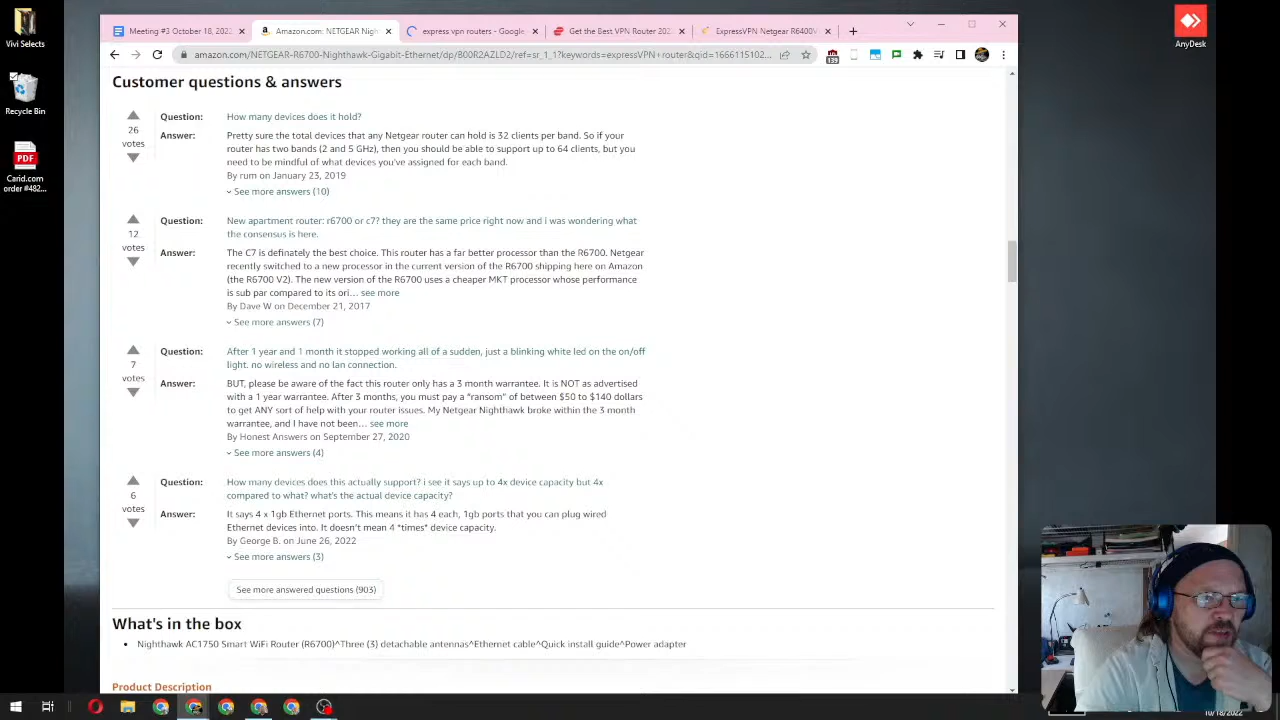 Vivi Selects
Recycle Bin
Carid.com
order #482...
AnyDesk
Meeting #3 October 18, 2022
Amazon.com: NETGEAR Nigh
express vpn routers - Google
Get the Best VPN Router 202
ExpressVPN Netgear R6400V
amazon.com/NETGEAR-R6700-Nighthawk-Gigabit-Ethernet/dp/B00R2AZLD2/ref=sr_1_1?keywords=expressVPN+router&qid=1666115102...
Customer questions & answers
26
votes
Question: How many devices does it hold?
Answer: Pretty sure the total devices that any Netgear router can hold is 32 clients per band. So if your
router has two bands (2 and 5 GHz), then you should be able to support up to 64 clients, but you
need to be mindful of what devices you've assigned for each band.
By rum on January 23, 2019
See more answers (10)
12
votes
Question: New apartment router: r6700 or c7? they are the same price right now and i was wondering what
the consensus is here.
Answer: The C7 is definately the best choice. This router has a far better processor than the R6700. Netgear
recently switched to a new processor in the current version of the R6700 shipping here on Amazon
(the R6700 V2). The new version of the R6700 uses a cheaper MKT processor whose performance
is sub par compared to its ori... see more
By Dave W on December 21, 2017
See more answers (7)
7
votes
Question: After 1 year and 1 month it stopped working all of a sudden, just a blinking white led on the on/off
light. no wireless and no lan connection.
Answer: BUT, please be aware of the fact this router only has a 3 month warrantee. It is NOT as advertised
with a 1 year warrantee. After 3 months, you must pay a "ransom" of between $50 to $140 dollars
to get ANY sort of help with your router issues. My Netgear Nighthawk broke within the 3 month
warrantee, and I have not been... see more
By Honest Answers on September 27, 2020
See more answers (4)
6
votes
Question: How many devices does this actually support? i see it says up to 4x device capacity but 4x
compared to what? what's the actual device capacity?
Answer: It says 4 x 1gb Ethernet ports. This means it has 4 each, 1gb ports that you can plug wired
Ethernet devices into. It doesn't mean 4 *times* device capacity.
By George B. on June 26, 2022
See more answers (3)
See more answered questions (903)
What's in the box
Nighthawk AC1750 Smart WiFi Router (R6700)^Three (3) detachable antennas^Ethernet cable^Quick install guide^Power adapter
Product Description
10/18/2022